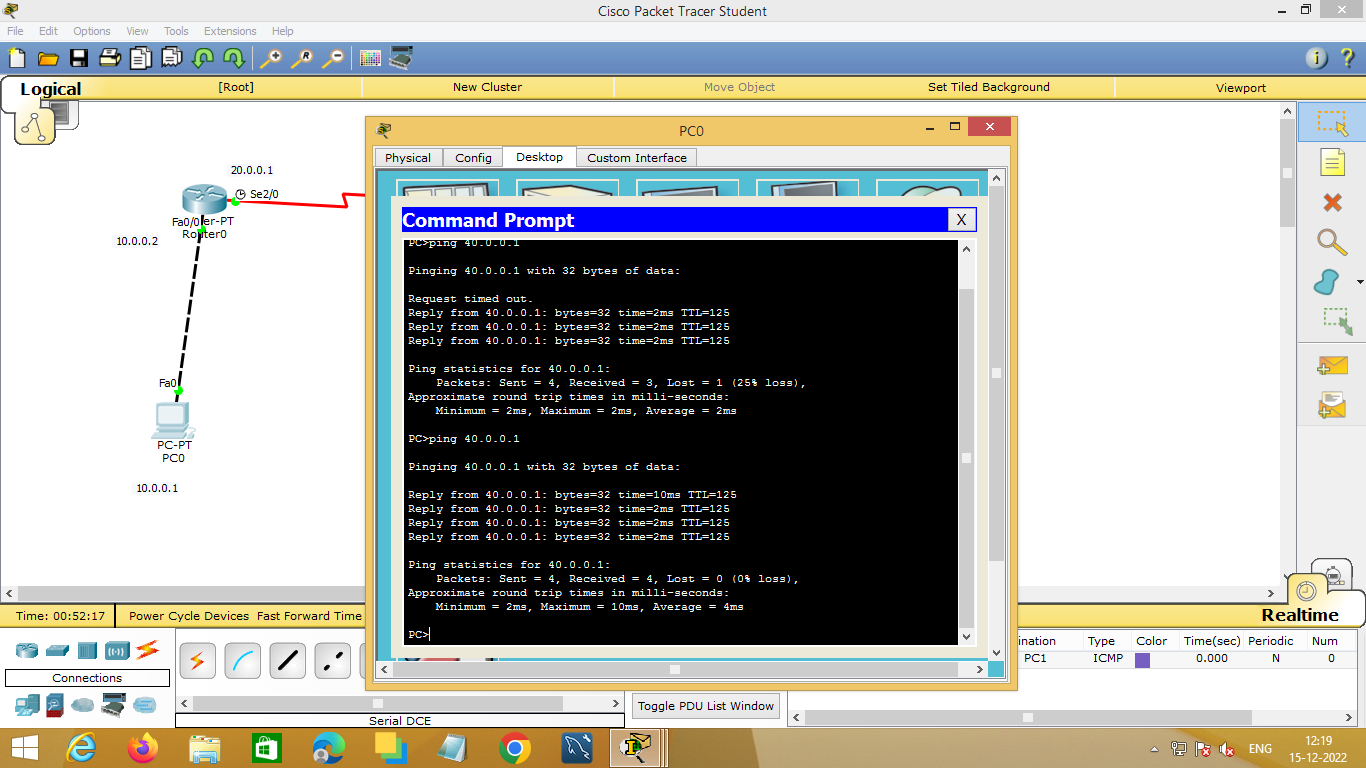 Cisco Packet Tracer Student
File Edit Options View Tools Extensions Help
Logical
[Root]
New Cluster
Move Object
Set Tiled Background
Viewport
20.0.0.1
Se2/0
Fa0/0
er-PT
Router0
10.0.0.2
Fa0
PC-PT
PC0
10.0.0.1
PC0
Physical Config Desktop Custom Interface
Command Prompt
X
PC>ping 40.0.0.1
Pinging 40.0.0.1 with 32 bytes of data:
Request timed out.
Reply from 40.0.0.1: bytes=32 time=2ms TTL=125
Reply from 40.0.0.1: bytes=32 time=2ms TTL=125
Reply from 40.0.0.1: bytes=32 time=2ms TTL=125
Ping statistics for 40.0.0.1:
Packets: Sent = 4, Received = 3, Lost = 1 (25% loss),
Approximate round trip times in milli-seconds:
Minimum = 2ms, Maximum = 2ms, Average = 2ms
PC>ping 40.0.0.1
Pinging 40.0.0.1 with 32 bytes of data:
Reply from 40.0.0.1: bytes=32 time=10ms TTL=125
Reply from 40.0.0.1: bytes=32 time=2ms TTL=125
Reply from 40.0.0.1: bytes=32 time=2ms TTL=125
Reply from 40.0.0.1: bytes=32 time=2ms TTL=125
Ping statistics for 40.0.0.1:
Packets: Sent = 4, Received = 4, Lost = 0 (0% loss),
Approximate round trip times in milli-seconds:
Minimum = 2ms, Maximum = 10ms, Average = 4ms
PC>
Time: 00:52:17
Power Cycle Devices Fast Forward Time
Realtime
Connections
Serial DCE
Toggle PDU List Window
ination Type Color Time(sec) Periodic Num
PC1 ICMP 0.000 N 0
ENG
12:19
15-12-2022